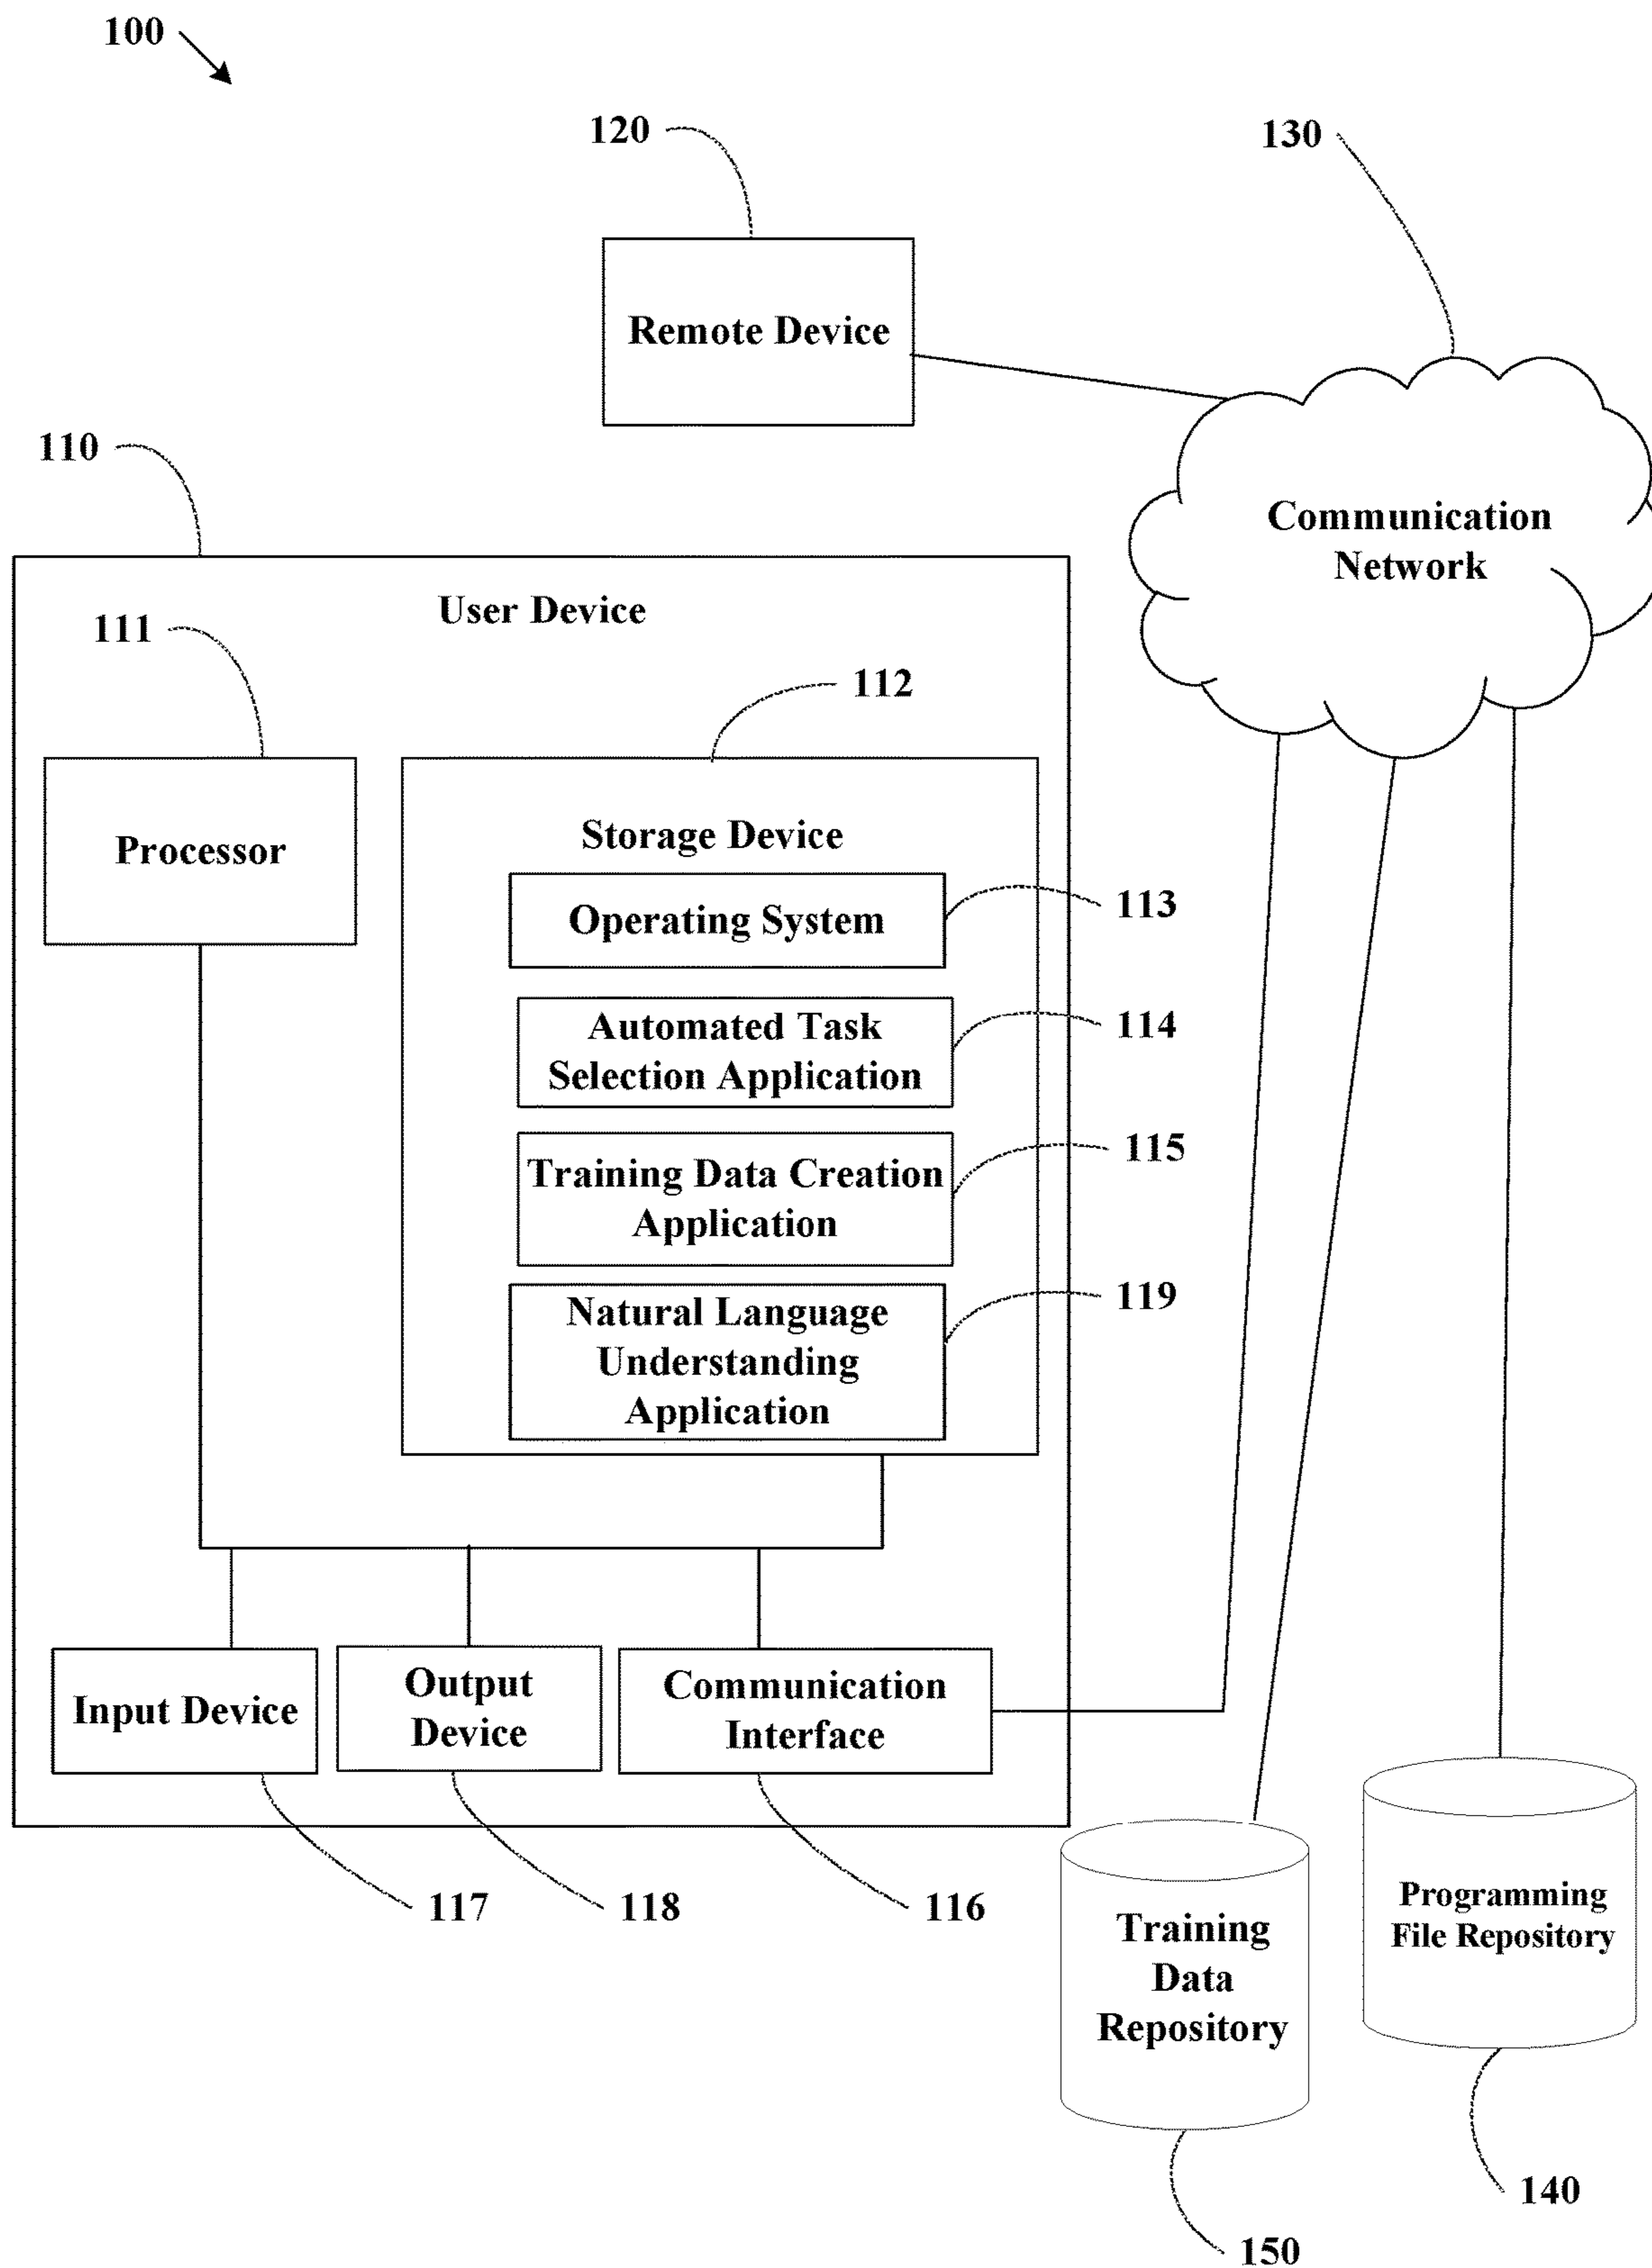 100
120
130
Remote Device
110
Communication
Network
User Device
111
112
Processor
Storage Device
113
Operating System
Automated Task
Selection Application
114
115
Training Data Creation
Application
119
Natural Language
Understanding
Application
Input Device
Output
Device
Communication
Interface
117
118
116
Training
Data
Repository
Programming
File Repository
140
150